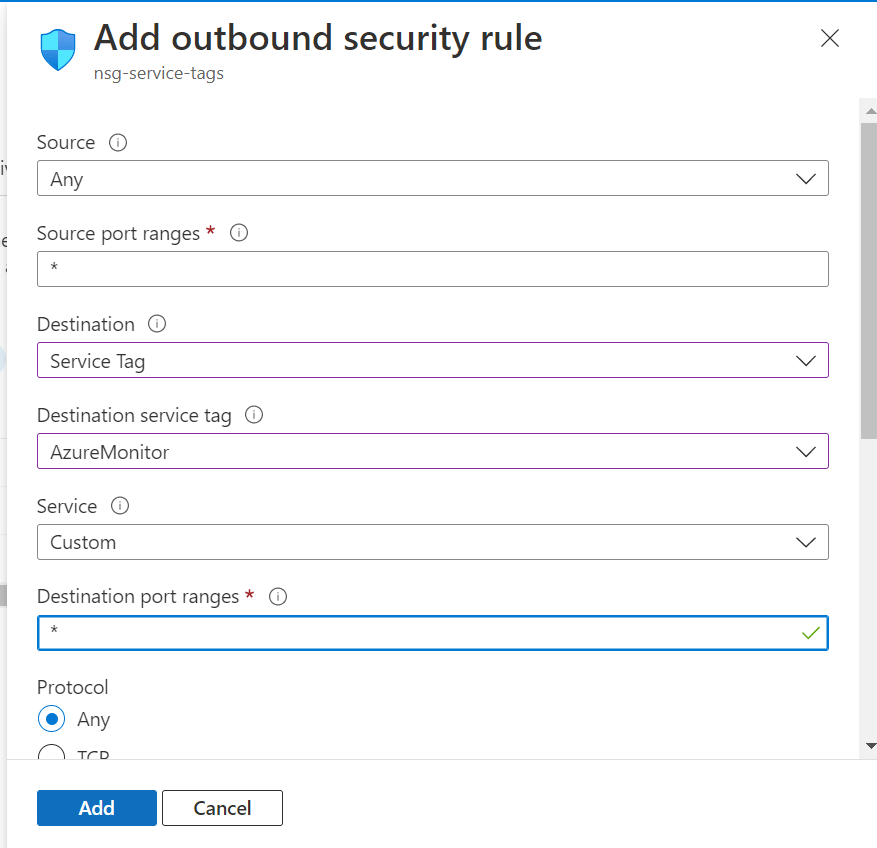 Add outbound security rule
nsg-service-tags
Source
Any
Source port ranges *
*
Destination
Service Tag
Destination service tag
AzureMonitor
Service
Custom
Destination port ranges *
*
Protocol
Any
TCP
Add
Cancel